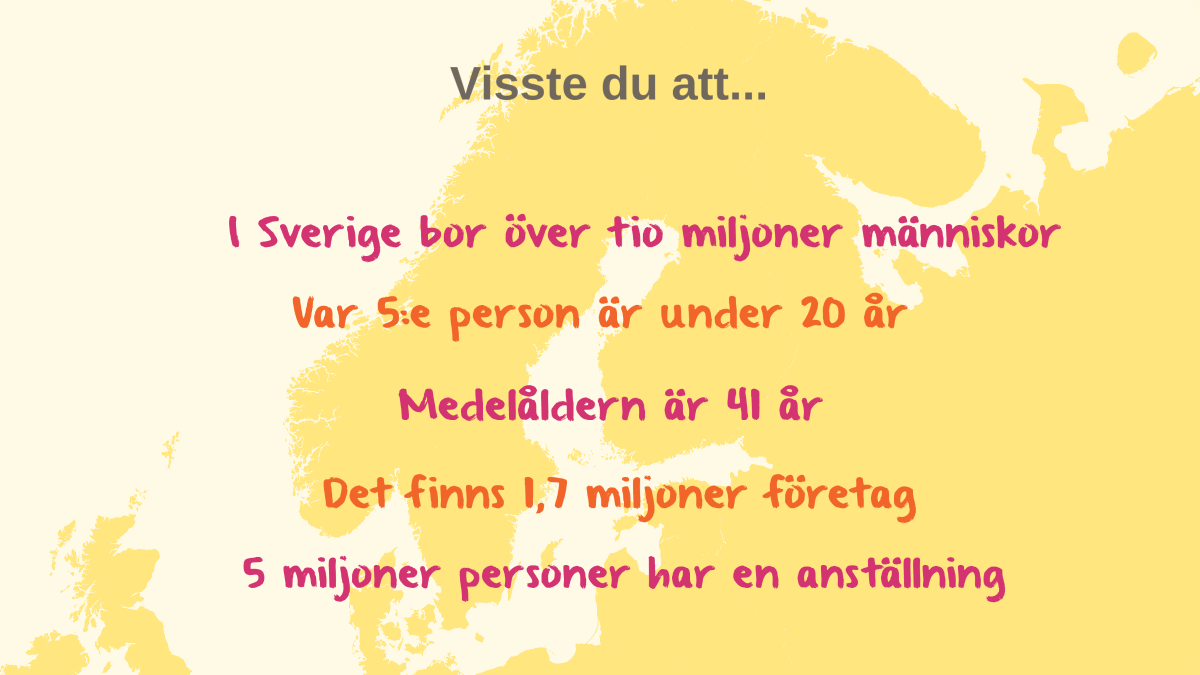 Visste du att...
I Sverige bor över tio miljoner människor
Var 5:e person är under 20 år
Medelåldern är 41 år
Det finns 1,7 miljoner företag
5 miljoner personer har en anställning